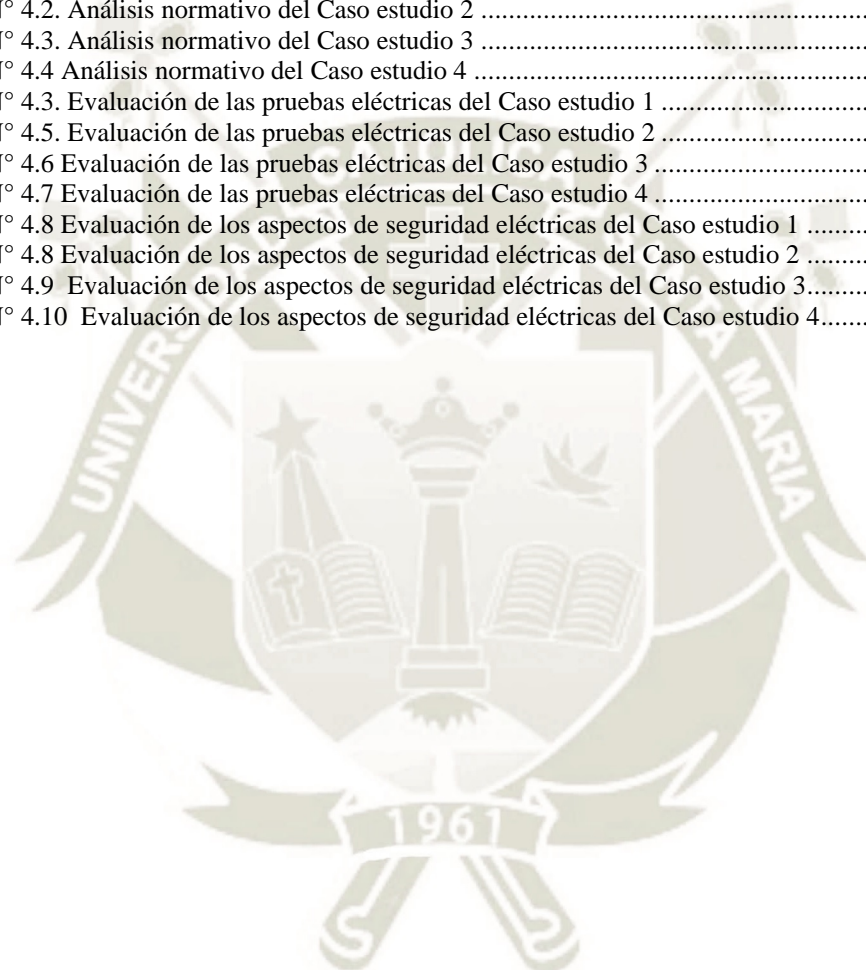 ° 4.2. Análisis normativo del Caso estudio 2 ....................................................
° 4.3. Análisis normativo del Caso estudio 3 ....................................................
° 4.4 Análisis normativo del Caso estudio 4 .....................................................
° 4.3. Evaluación de las pruebas eléctricas del Caso estudio 1 ............................
° 4.5. Evaluación de las pruebas eléctricas del Caso estudio 2 ............................
° 4.6 Evaluación de las pruebas eléctricas del Caso estudio 3 .............................
° 4.7 Evaluación de las pruebas eléctricas del Caso estudio 4 .............................
° 4.8 Evaluación de los aspectos de seguridad eléctricas del Caso estudio 1 .........
° 4.8 Evaluación de los aspectos de seguridad eléctricas del Caso estudio 2 .........
° 4.9  Evaluación de los aspectos de seguridad eléctricas del Caso estudio 3.........
° 4.10  Evaluación de los aspectos de seguridad eléctricas del Caso estudio 4.......
MARIA
1961